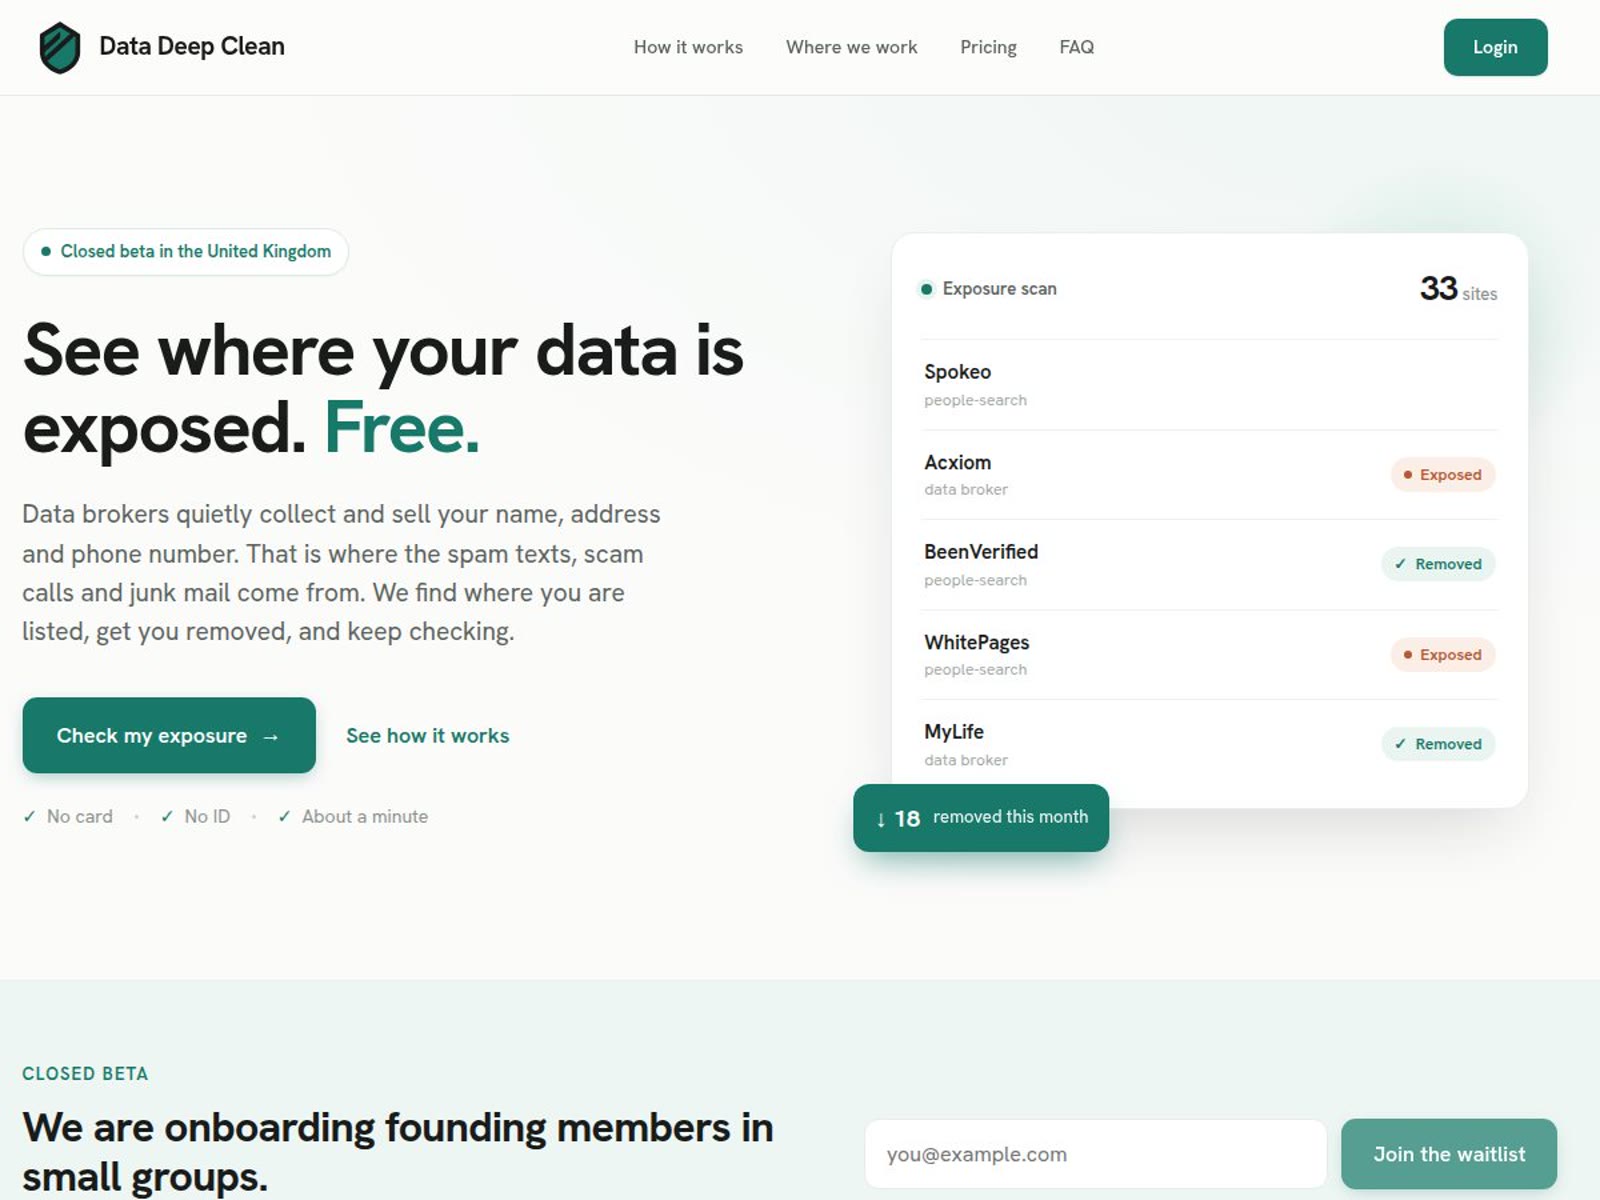 Data Deep Clean
How it works
Where we work
Pricing
FAQ
Login
Closed beta in the United Kingdom
See where your data is
exposed. Free.
Data brokers quietly collect and sell your name, address
and phone number. That is where the spam texts, scam
calls and junk mail come from. We find where you are
listed, get you removed, and keep checking.
Check my exposure →
See how it works
✓ No card · ✓ No ID · ✓ About a minute
Exposure scan
33 sites
Spokeo
people-search
Acxiom
data broker
Exposed
BeenVerified
people-search
✓ Removed
WhitePages
people-search
Exposed
MyLife
data broker
✓ Removed
↓ 18 removed this month
CLOSED BETA
We are onboarding founding members in
small groups.
you@example.com
Join the waitlist